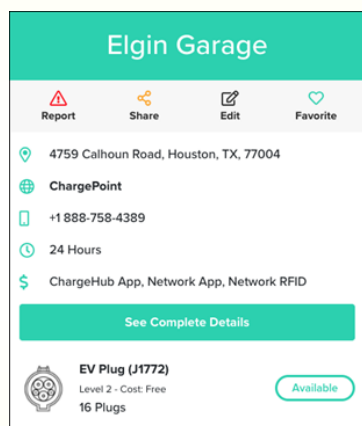 Elgin Garage
Report Share Edit Favorite
4759 Calhoun Road, Houston, TX, 77004
ChargePoint
+1 888-758-4389
24 Hours
ChargeHub App, Network App, Network RFID
See Complete Details
EV Plug (J1772)
Level 2 - Cost: Free
Available
16 Plugs